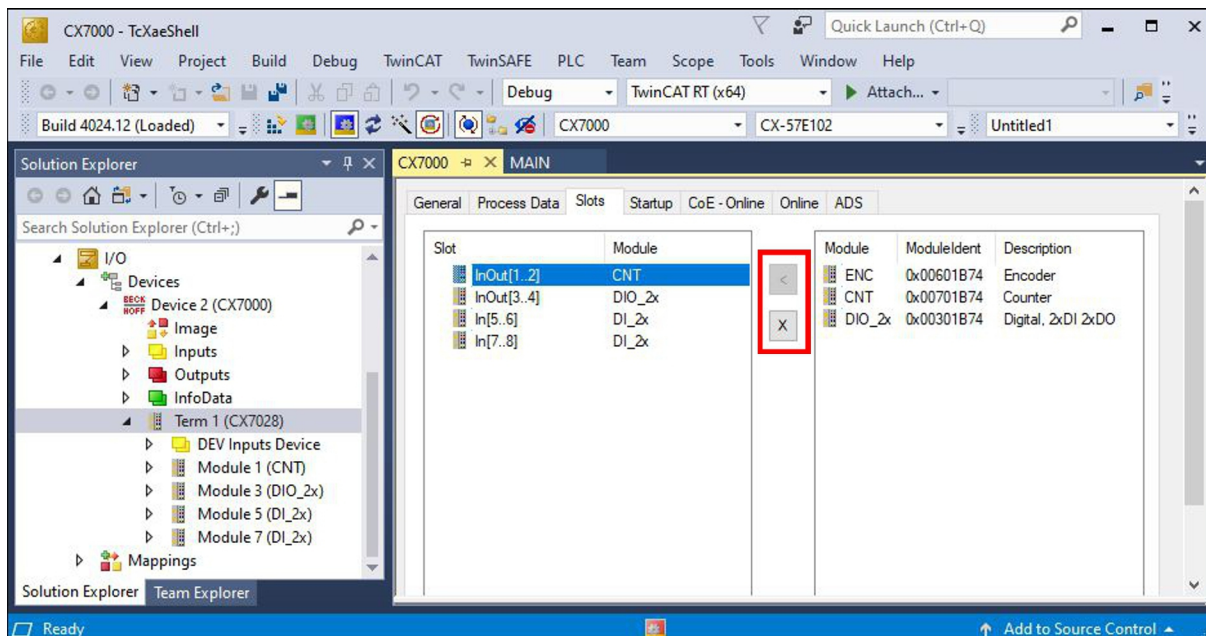 CX7000 - TcXaeShell
Quick Launch (Ctrl+Q)
File Edit View Project Build Debug TwinCAT TwinSAFE PLC Team Scope Tools Window Help
Debug TwinCAT RT (x64) Attach...
Build 4024.12 (Loaded) CX7000 CX-57E102 Untitled1
Solution Explorer
Search Solution Explorer (Ctrl+;)
I/O
Devices
BECK
HOFF
Device 2 (CX7000)
Image
Inputs
Outputs
InfoData
Term 1 (CX7028)
DEV Inputs Device
Module 1 (CNT)
Module 3 (DIO_2x)
Module 5 (DI_2x)
Module 7 (DI_2x)
Mappings
Solution Explorer Team Explorer
CX7000 MAIN
General Process Data Slots Startup CoE - Online Online ADS
Slot Module
InOut[1..2] CNT
InOut[3..4] DIO_2x
In[5..6] DI_2x
In[7..8] DI_2x
<
X
Module ModuleIdent Description
ENC 0x00601B74 Encoder
CNT 0x00701B74 Counter
DIO_2x 0x00301B74 Digital, 2xDI 2xDO
Ready Add to Source Control